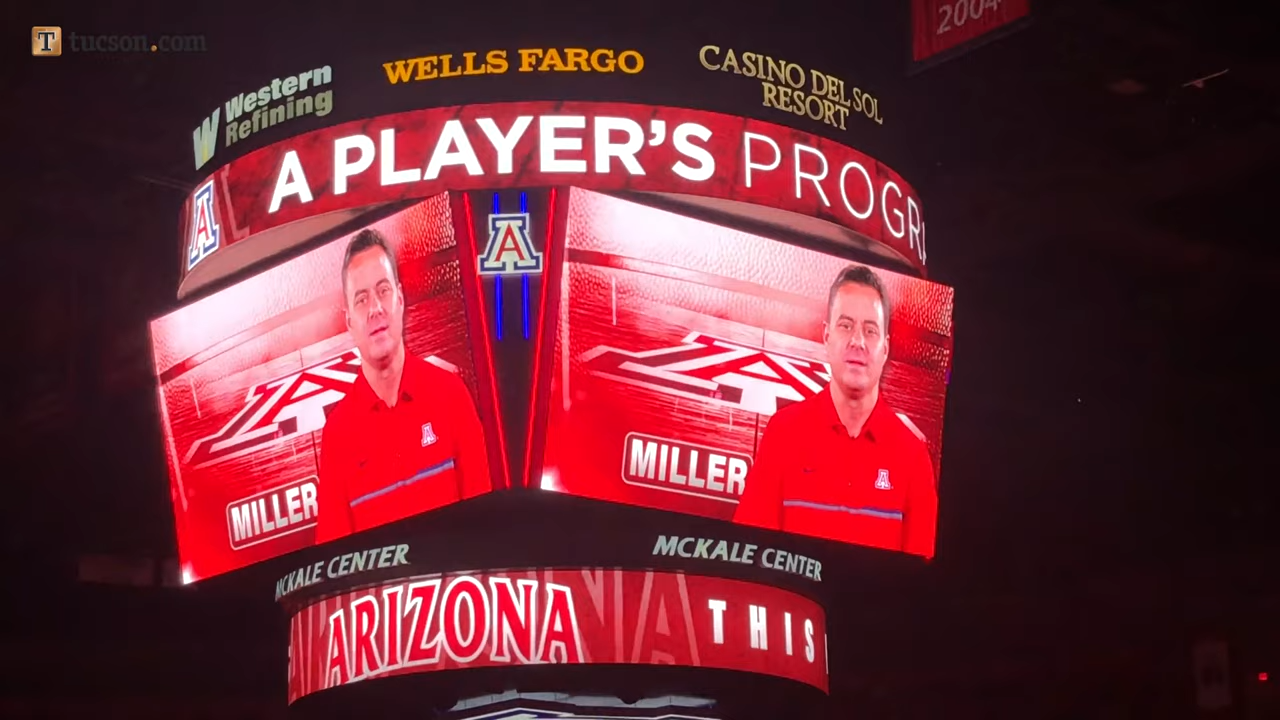 T tucson.com
2004
W Western Refining
WELLS FARGO
CASINO DEL SOL
RESORT
A PLAYER'S PROGR
A
A
A
A
MILLER
MILLER
MCKALE CENTER
MCKALE CENTER
ARIZONA
THIS